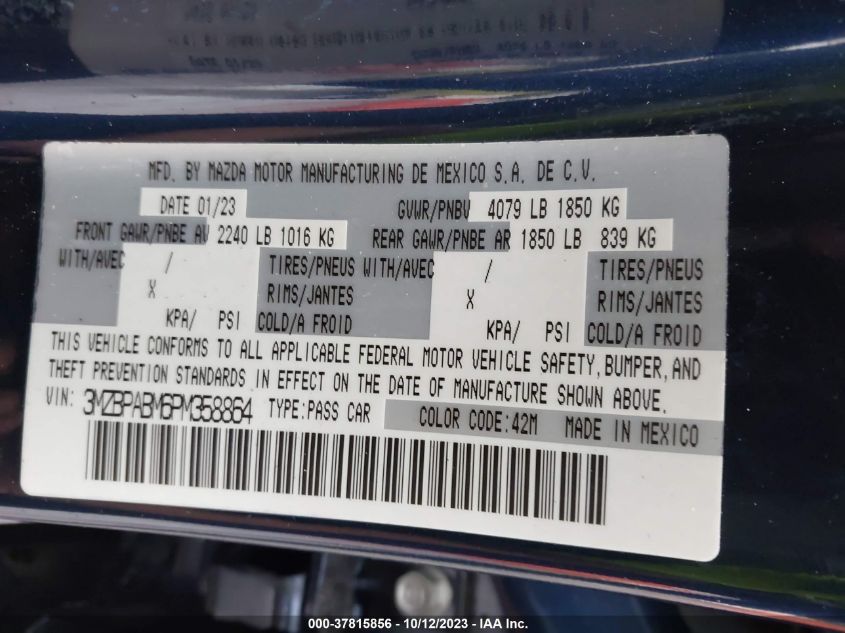 MFD. BY MAZDA MOTOR MANUFACTURING DE MEXICO S.A. DE C.V.
DATE 01/23 GVWR/PNBV 4079 LB 1850 KG
FRONT GAWR/PNBE AV 2240 LB 1016 KG REAR GAWR/PNBE AR 1850 LB 839 KG
WITH/AVEC / TIRES/PNEUS WITH/AVEC / TIRES/PNEUS
X RIMS/JANTES X RIMS/JANTES
KPA/ PSI COLD/A FROID KPA/ PSI COLD/A FROID
THIS VEHICLE CONFORMS TO ALL APPLICABLE FEDERAL MOTOR VEHICLE SAFETY, BUMPER, AND
THEFT PREVENTION STANDARDS IN EFFECT ON THE DATE OF MANUFACTURE SHOWN ABOVE.
VIN: 3MZBPABM6PM358864 TYPE:PASS CAR COLOR CODE:42M MADE IN MEXICO
000-37815856 - 10/12/2023 - © IAA Inc.